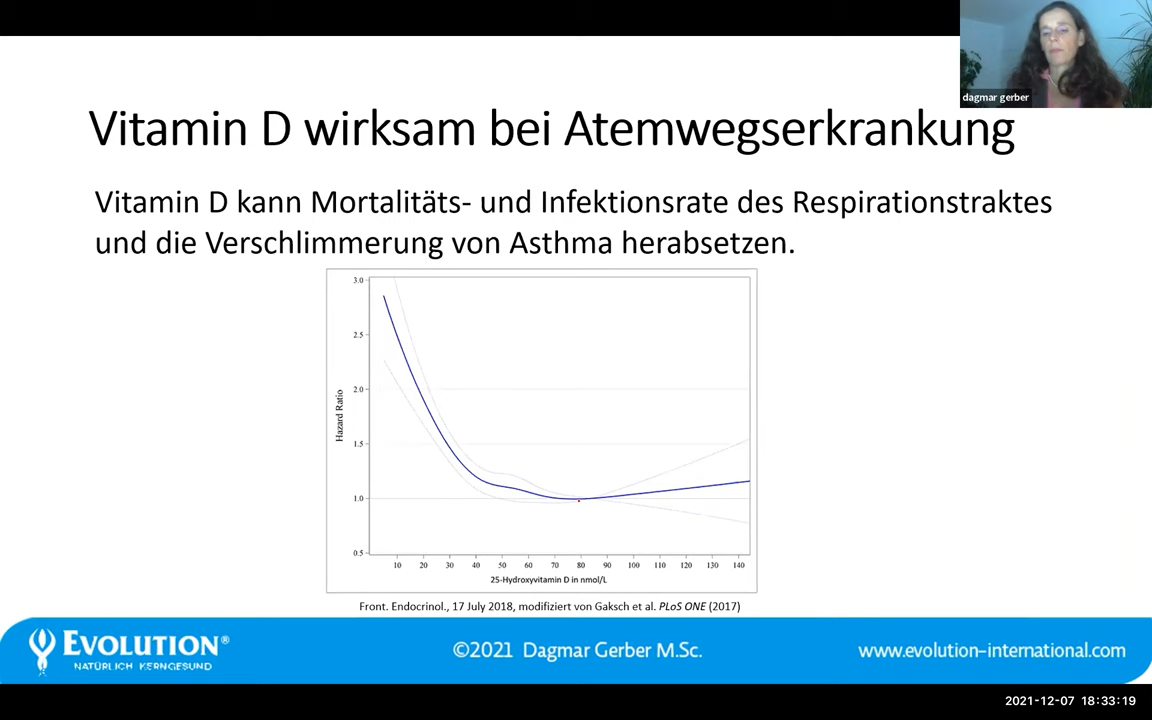 dagmar gerber
Vitamin D wirksam bei Atemwegserkrankung
Vitamin D kann Mortalitäts- und Infektionsrate des Respirationstraktes
und die Verschlimmerung von Asthma herabsetzen.
3.0
2.5
2.0
1.5
1.0
0.5
Hazard Ratio
10 20 30 40 50 60 70 80 90 100 110 120 130 140
25-Hydroxyvitamin D in nmol/L
Front. Endocrinol., 17 July 2018, modifiziert von Gaksch et al. PLoS ONE (2017)
EVOLUTION®
NATÜRLICH KERNGESUND
©2021 Dagmar Gerber M.Sc.
www.evolution-international.com
2021-12-07 18:33:19